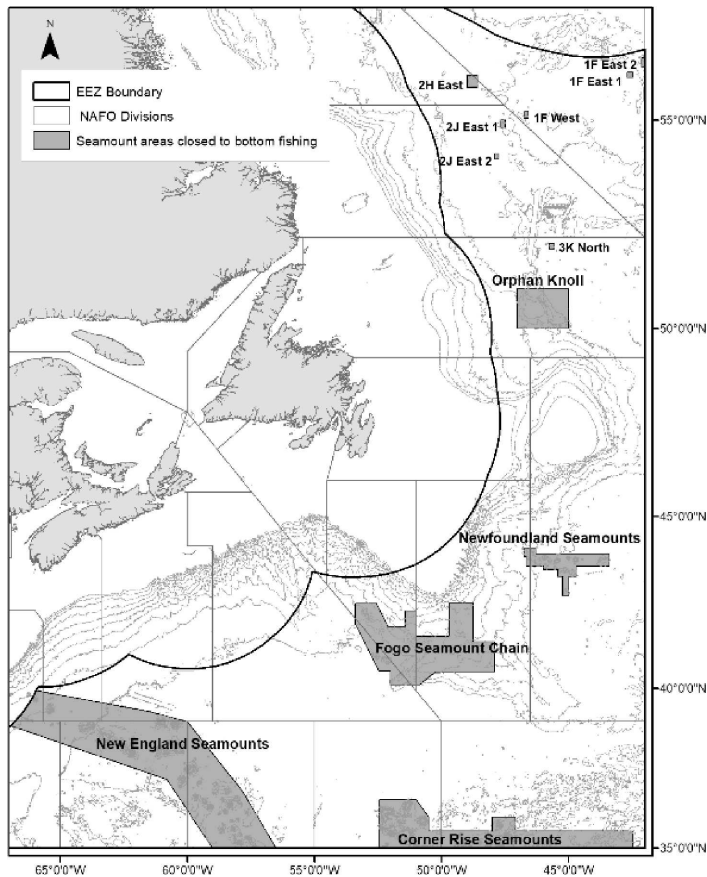 N
EEZ Boundary
NAFO Divisions
Seamount areas closed to bottom fishing
1F East 2
1F East 1
2H East
1F West
2J East 1
2J East 2
3K North
Orphan Knoll
Newfoundland Seamounts
Fogo Seamount Chain
New England Seamounts
Corner Rise Seamounts
55°0'0"N
50°0'0"N
45°0'0"N
40°0'0"N
35°0'0"N
65°0'0"W
60°0'0"W
55°0'0"W
50°0'0"W
45°0'0"W